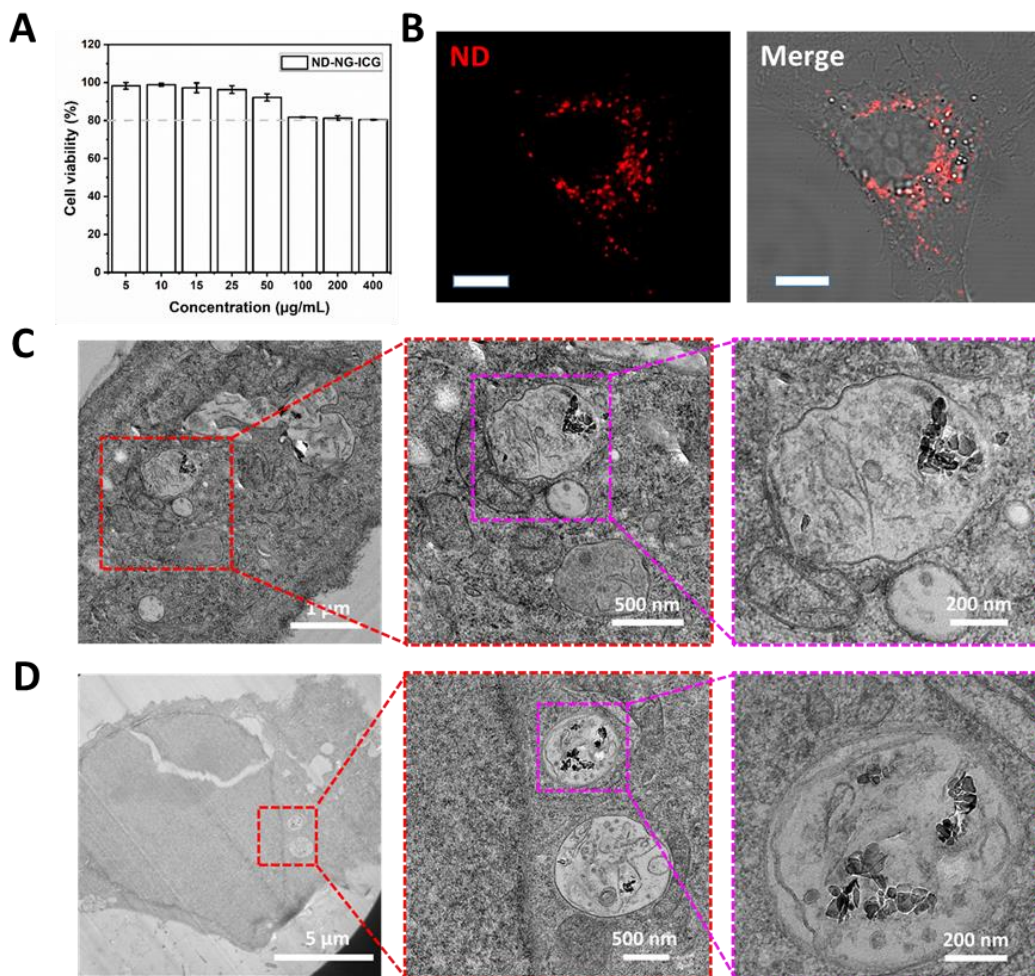 A
120
100
80
60
40
20
0
Cell viability (%)
ND-NG-ICG
5 10 15 25 50 100 200 400
Concentration (µg/mL)
B
ND
Merge
C
1 µm
500 nm
200 nm
D
5 µm
500 nm
200 nm